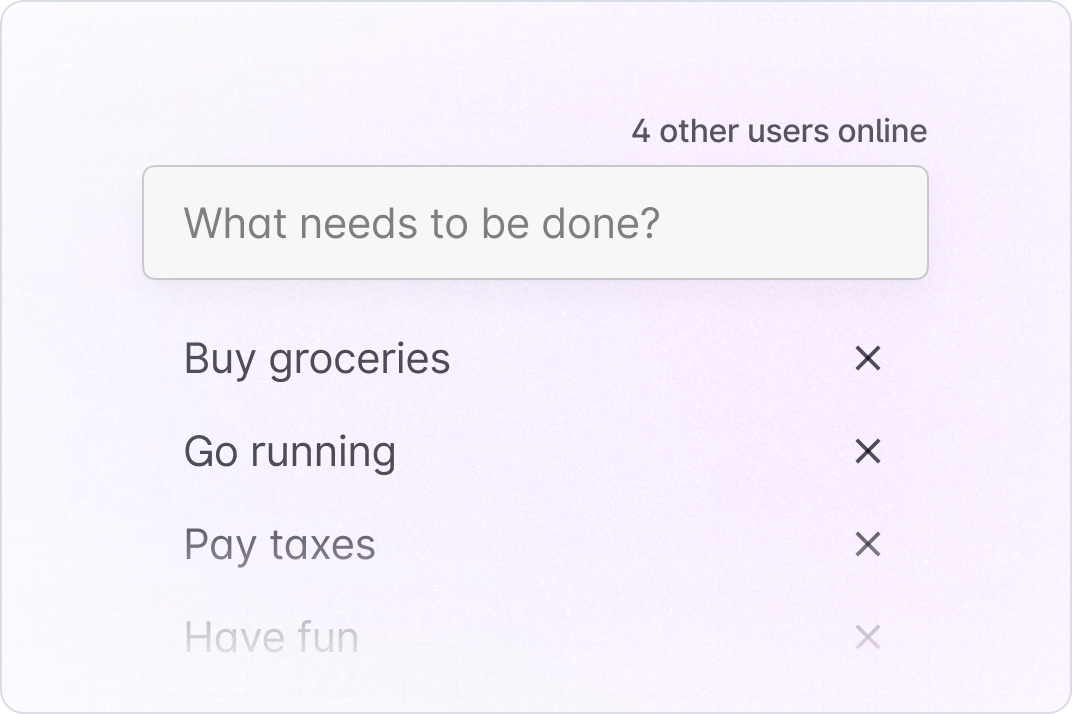 4 other users online
What needs to be done?
Buy groceries
Go running
Pay taxes
Have fun